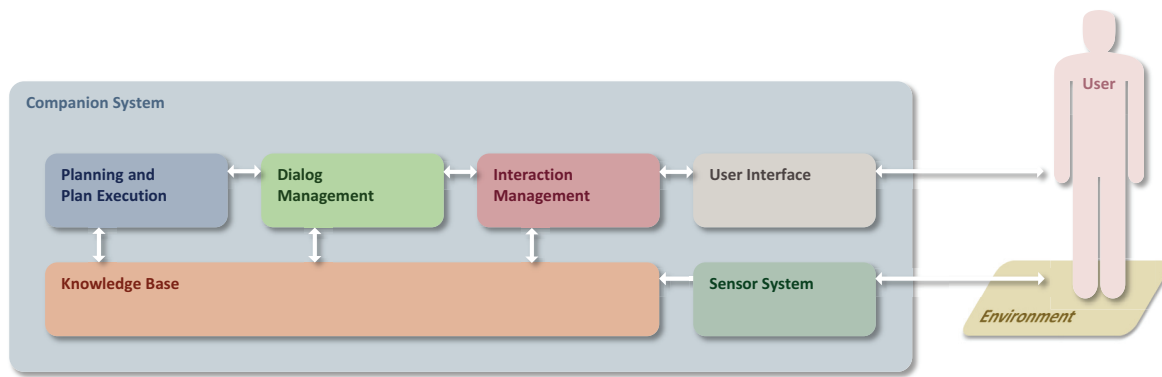 User
Companion System
Planning and
Plan Execution
Dialog
Management
Interaction
Management
User Interface
Knowledge Base
Sensor System
Environment